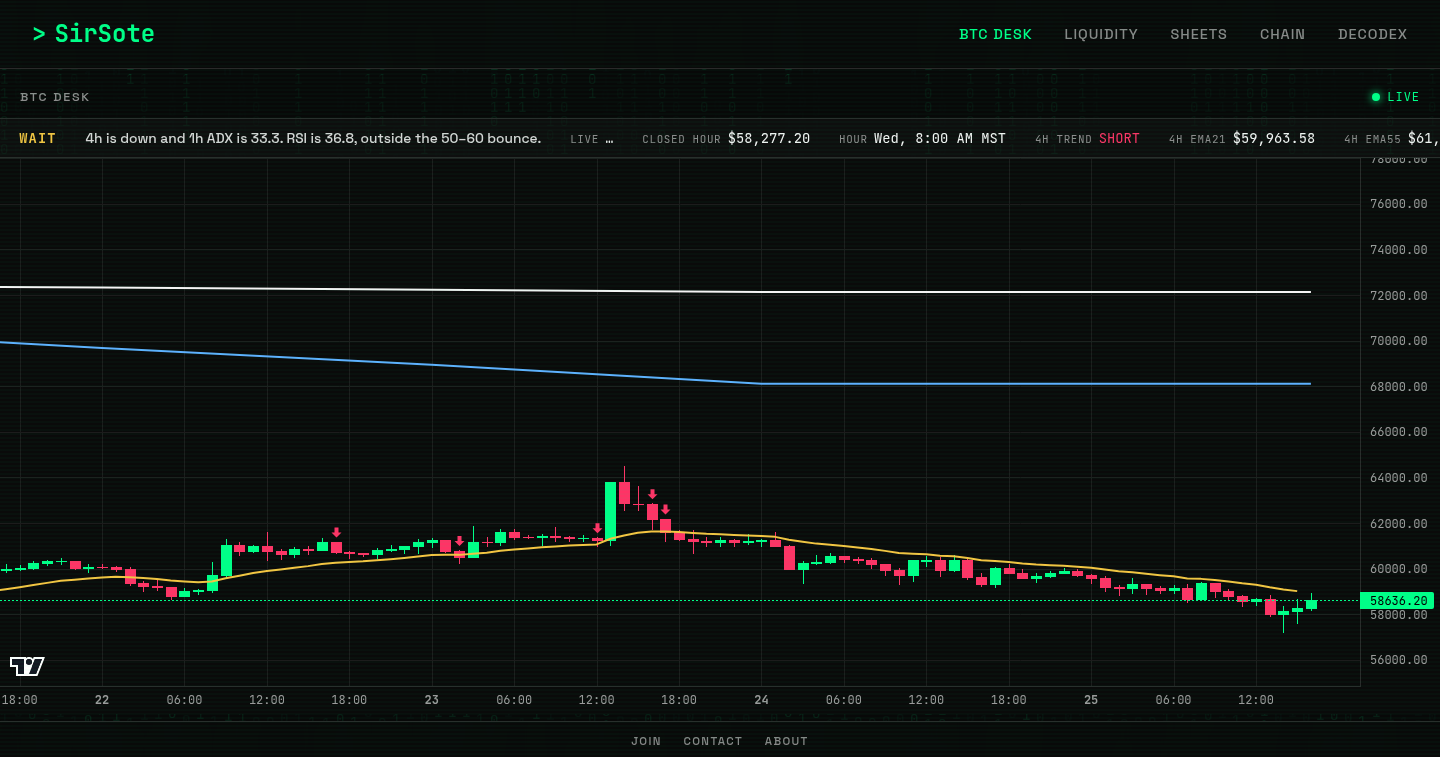 > SirSote
BTC DESK LIQUIDITY SHEETS CHAIN DECODEX
BTC DESK
LIVE
WAIT 4h is down and 1h ADX is 33.3. RSI is 36.8, outside the 50–60 bounce. LIVE … CLOSED HOUR $58,277.20 HOUR Wed, 8:00 AM MST 4H TREND SHORT 4H EMA21 $59,963.58 4H EMA55 $61,
78000.00
76000.00
74000.00
72000.00
70000.00
68000.00
66000.00
64000.00
62000.00
60000.00
58636.20
58000.00
56000.00
18:00 22 06:00 12:00 18:00 23 06:00 12:00 18:00 24 06:00 12:00 18:00 25 06:00 12:00
JOIN CONTACT ABOUT